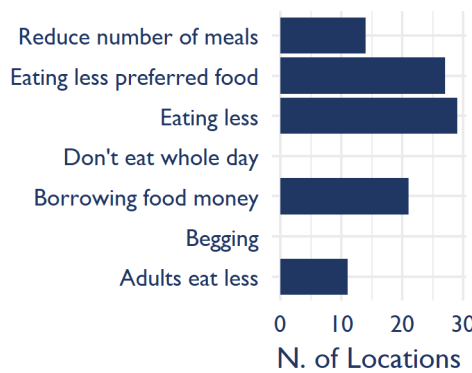 Reduce number of meals
Eating less preferred food
Eating less
Don't eat whole day
Borrowing food money
Begging
Adults eat less
0 10 20 30
N. of Locations